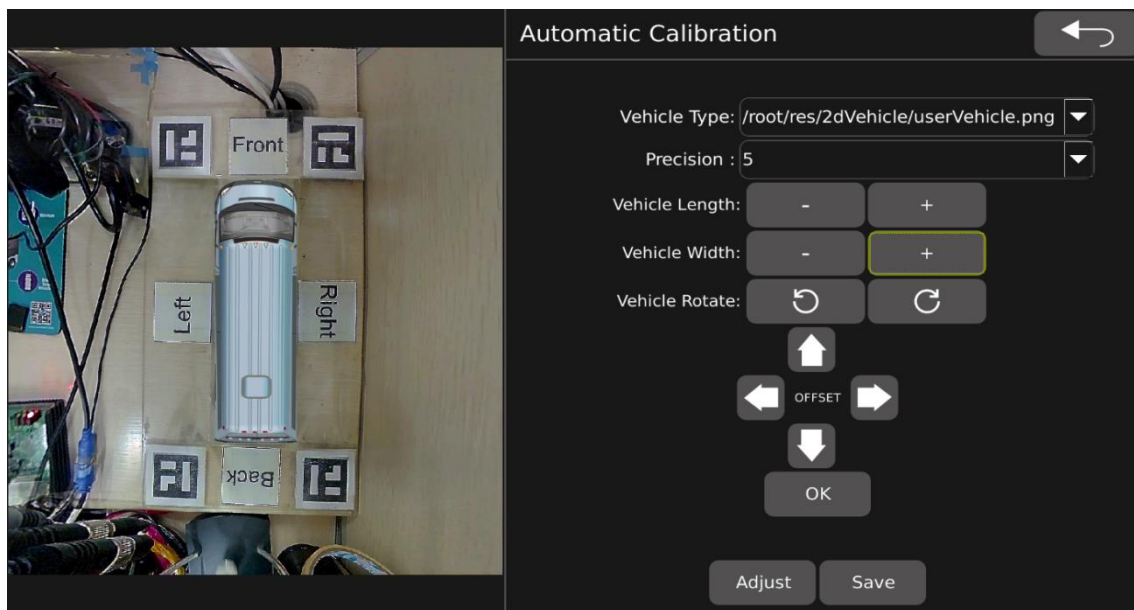 Automatic Calibration
Vehicle Type: /root/res/2dVehicle/userVehicle.png
Precision : 5
Vehicle Length: - +
Vehicle Width: - +
Vehicle Rotate:
OFFSET
OK
Adjust Save
Front
Left
Right
Back